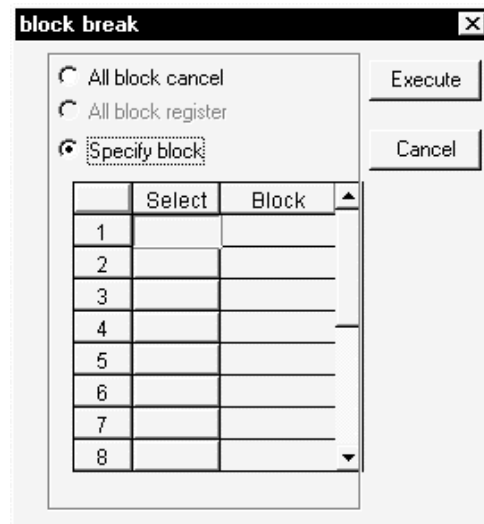 block break
All block cancel
Execute
All block register
Specify block
Cancel
Select Block
1
2
3
4
5
6
7
8